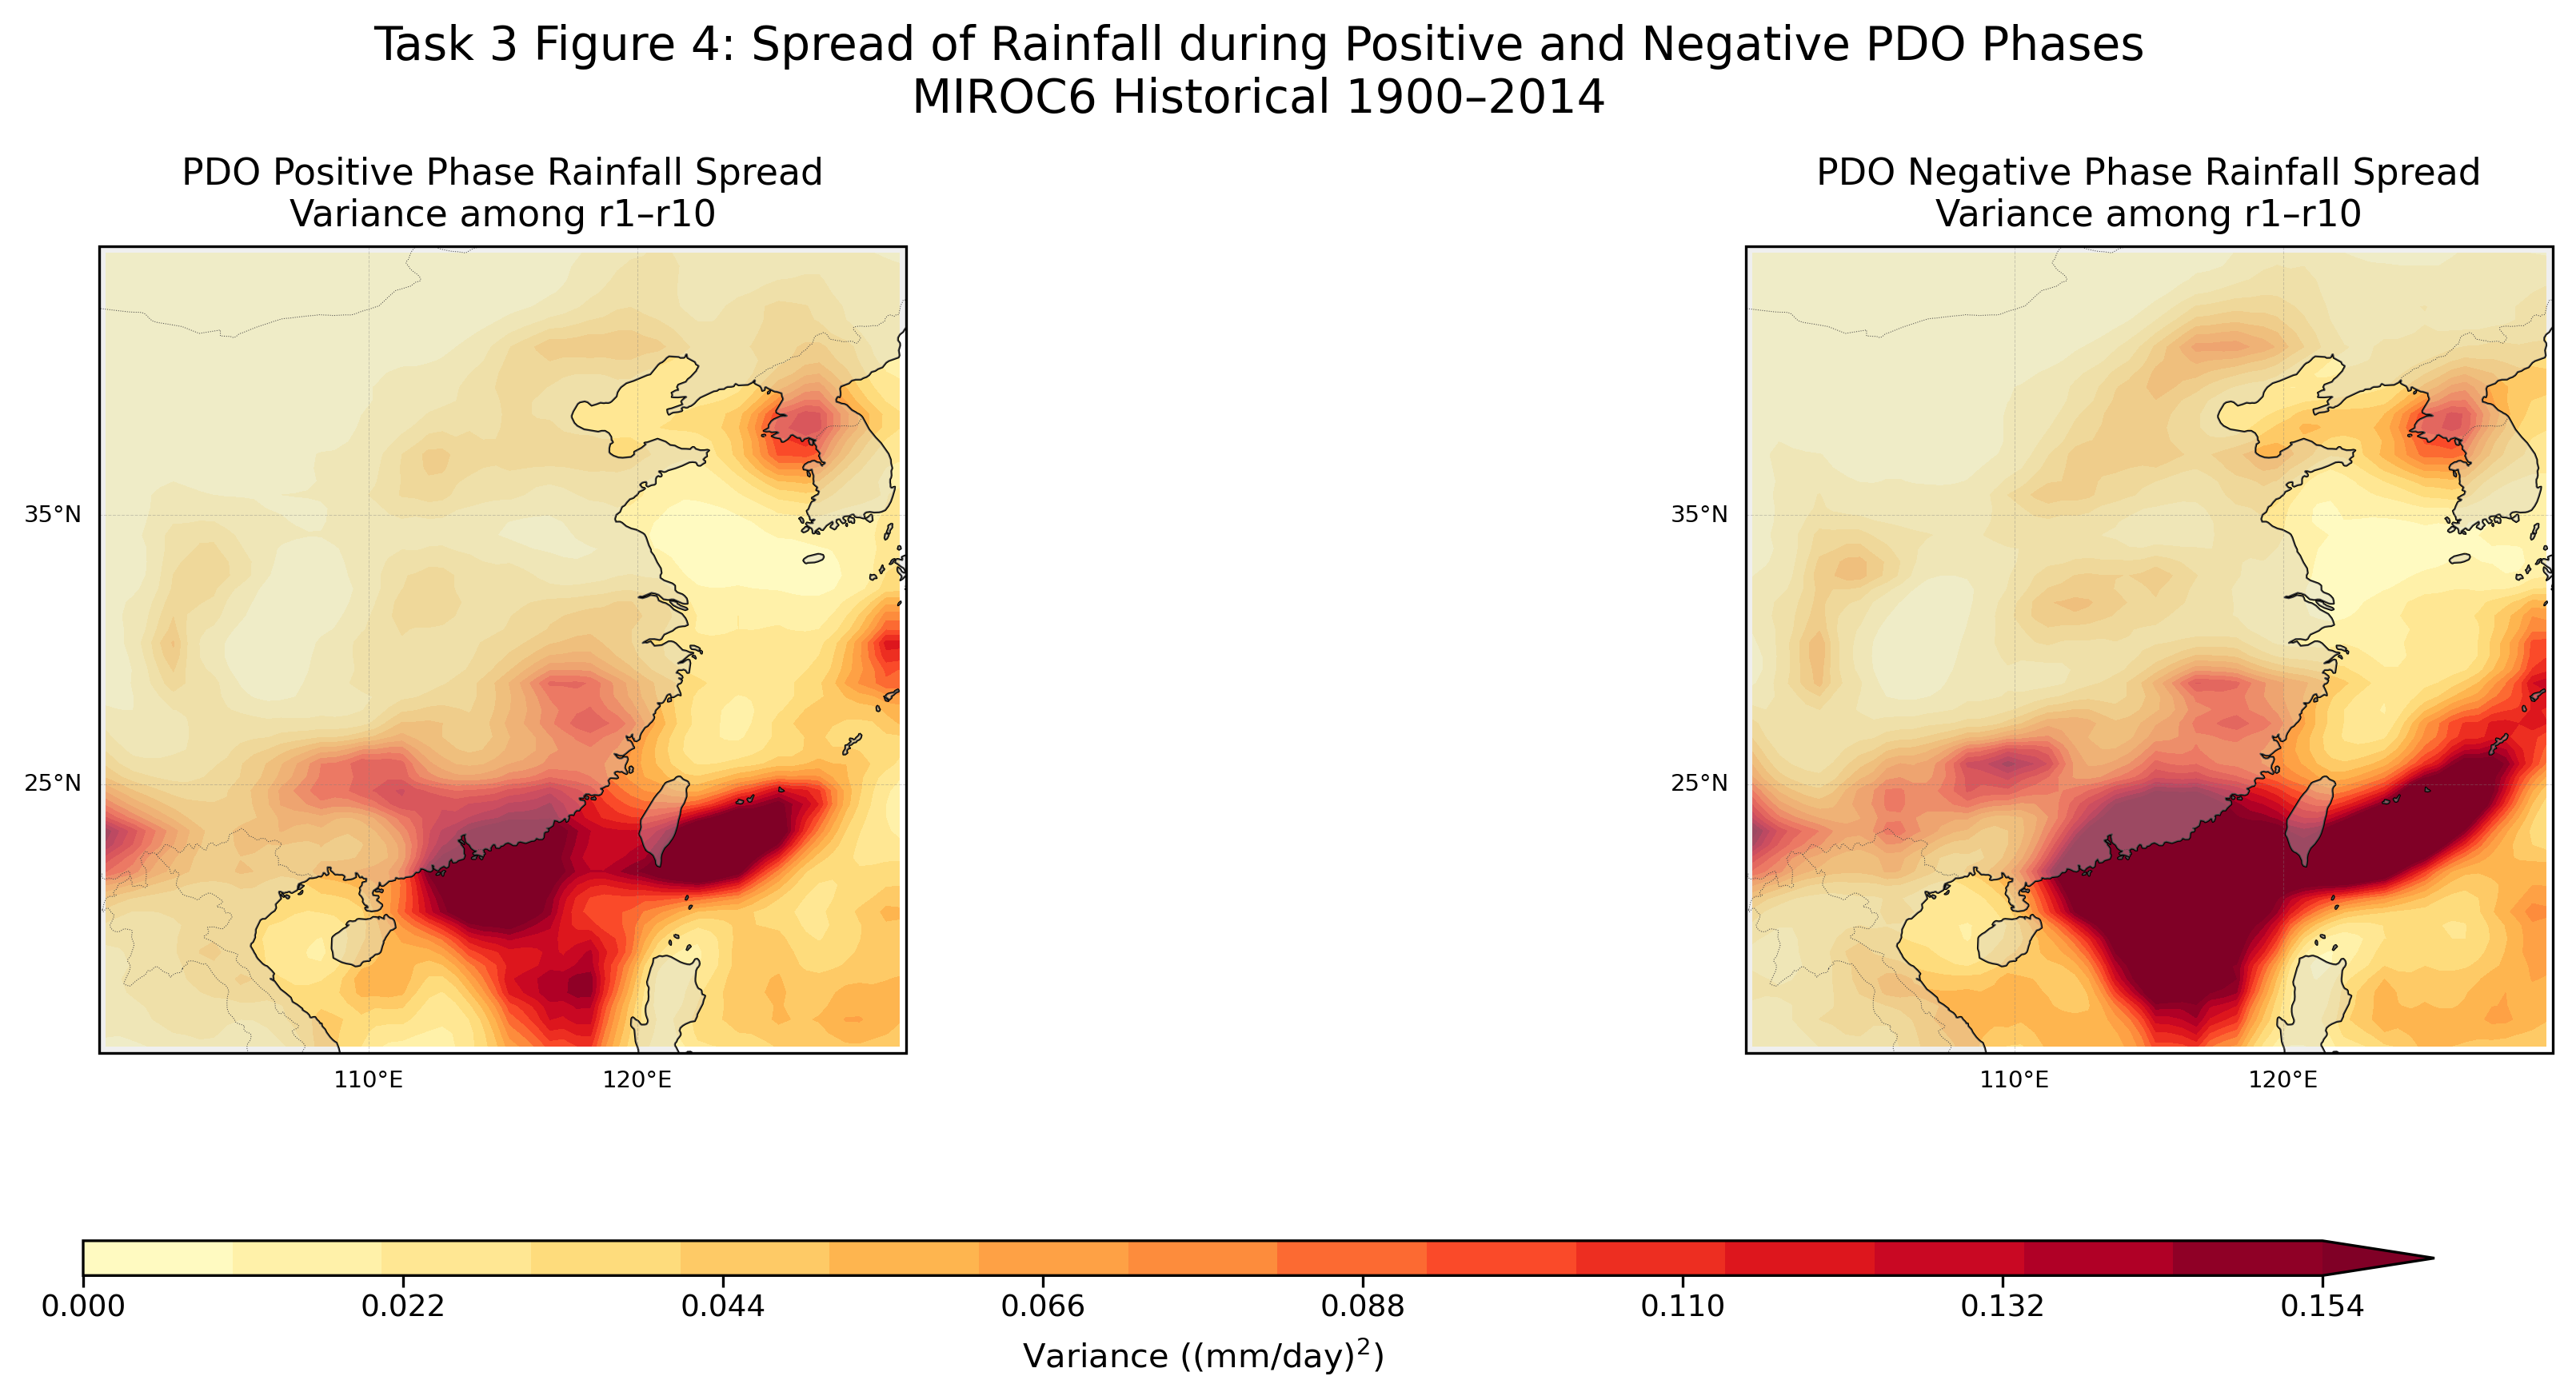 Task 3 Figure 4: Spread of Rainfall during Positive and Negative PDO Phases
MIROC6 Historical 1900–2014
PDO Positive Phase Rainfall Spread
Variance among r1–r10
35°N
25°N
110°E
120°E
PDO Negative Phase Rainfall Spread
Variance among r1–r10
35°N
25°N
110°E
120°E
0.000
0.022
0.044
0.066
0.088
0.110
0.132
0.154
Variance ((mm/day)²)